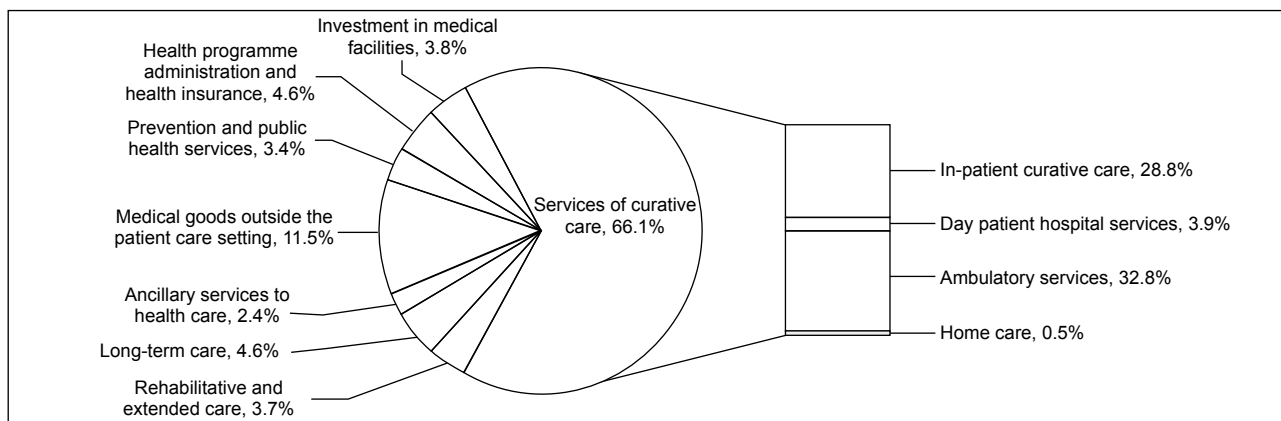 Investment in medical
facilities, 3.8%
Health programme
administration and
health insurance, 4.6%
Prevention and public
health services, 3.4%
Medical goods outside the
patient care setting, 11.5%
Ancillary services to
health care, 2.4%
Long-term care, 4.6%
Rehabilitative and
extended care, 3.7%
Services of curative
care, 66.1%
In-patient curative care, 28.8%
Day patient hospital services, 3.9%
Ambulatory services, 32.8%
Home care, 0.5%